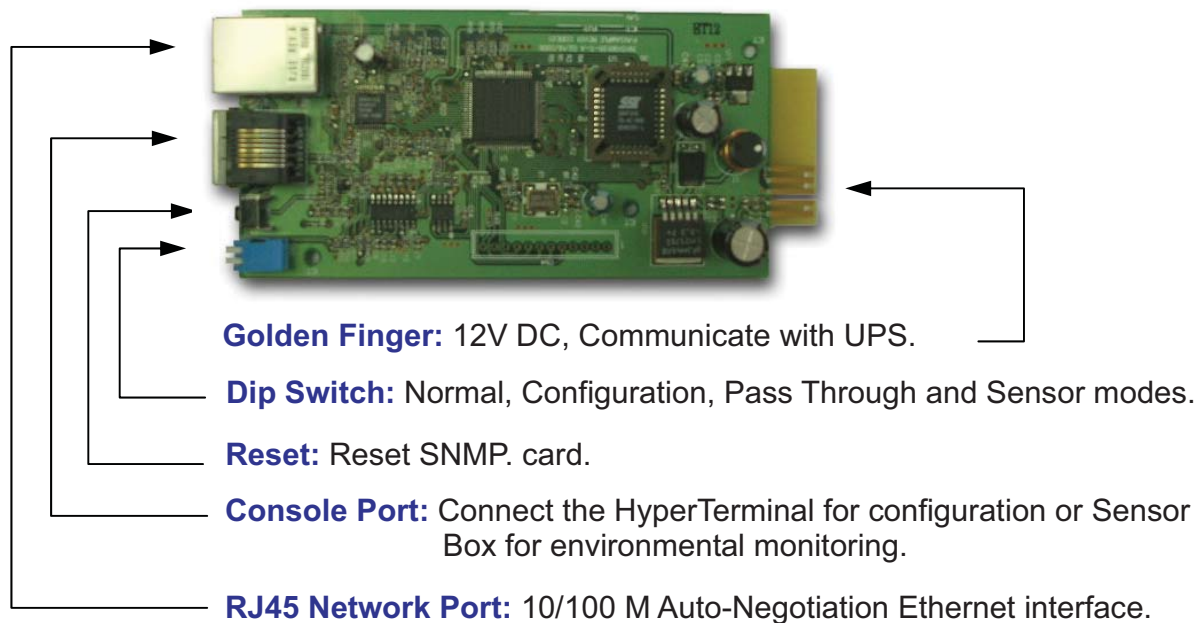 Golden Finger: 12V DC, Communicate with UPS.
Dip Switch: Normal, Configuration, Pass Through and Sensor modes.
Reset: Reset SNMP. card.
Console Port: Connect the HyperTerminal for configuration or Sensor
Box for environmental monitoring.
RJ45 Network Port: 10/100 M Auto-Negotiation Ethernet interface.